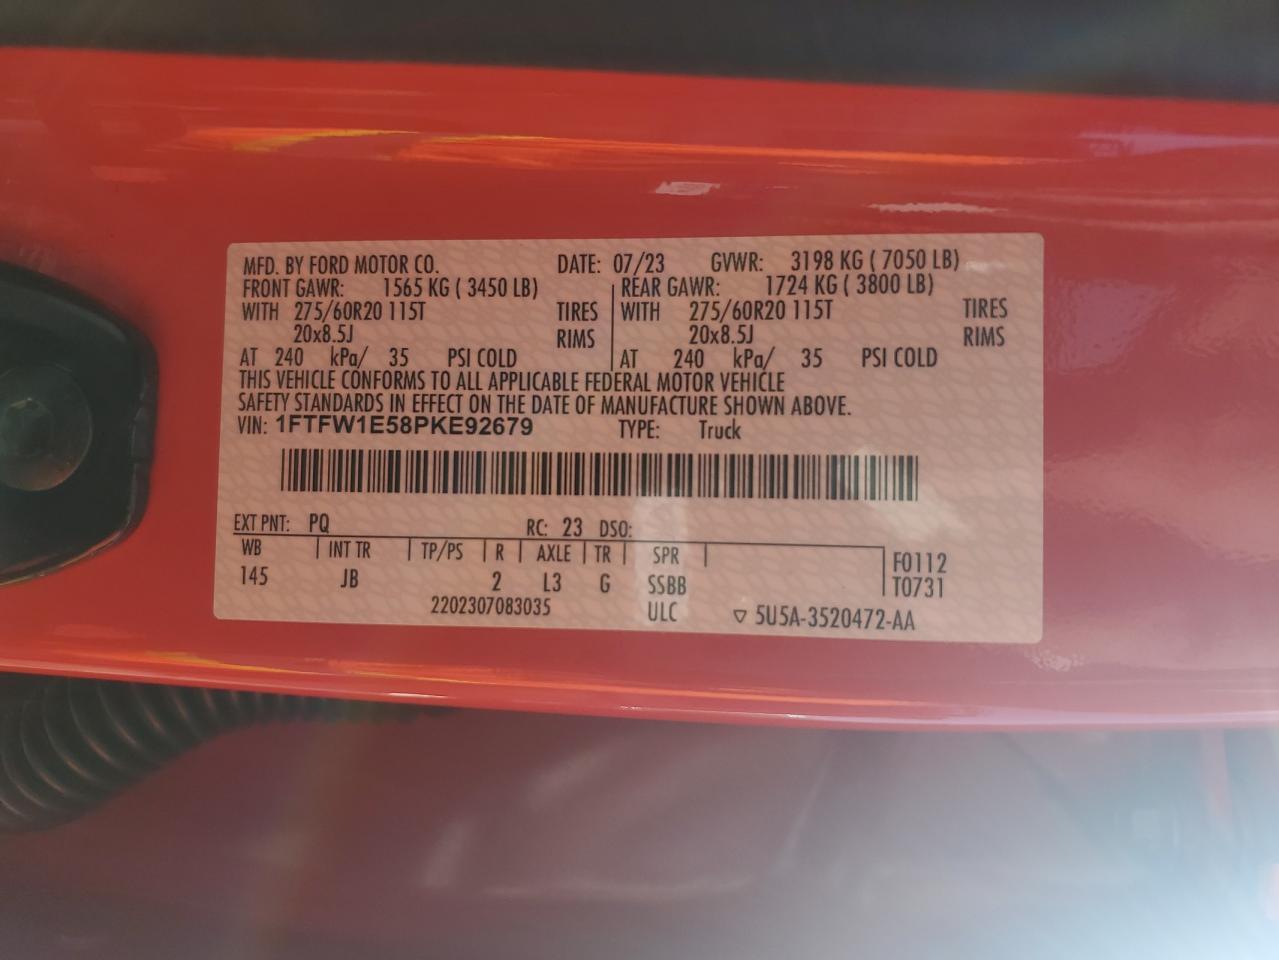 MFD. BY FORD MOTOR CO. DATE: 07/23 GVWR: 3198 KG ( 7050 LB)
FRONT GAWR: 1565 KG ( 3450 LB) REAR GAWR: 1724 KG ( 3800 LB)
WITH 275/60R20 115T TIRES WITH 275/60R20 115T TIRES
20x8.5J RIMS 20x8.5J RIMS
AT 240 kPa/ 35 PSI COLD AT 240 kPa/ 35 PSI COLD
THIS VEHICLE CONFORMS TO ALL APPLICABLE FEDERAL MOTOR VEHICLE
SAFETY STANDARDS IN EFFECT ON THE DATE OF MANUFACTURE SHOWN ABOVE.
VIN: 1FTFW1E58PKE92679 TYPE: Truck
EXT PNT: PQ RC: 23 DSO:
WB INT TR TP/PS R AXLE TR SPR F0112
145 JB 2 L3 G SSBB T0731
2202307083035 ULC ▽ 5U5A-3520472-AA